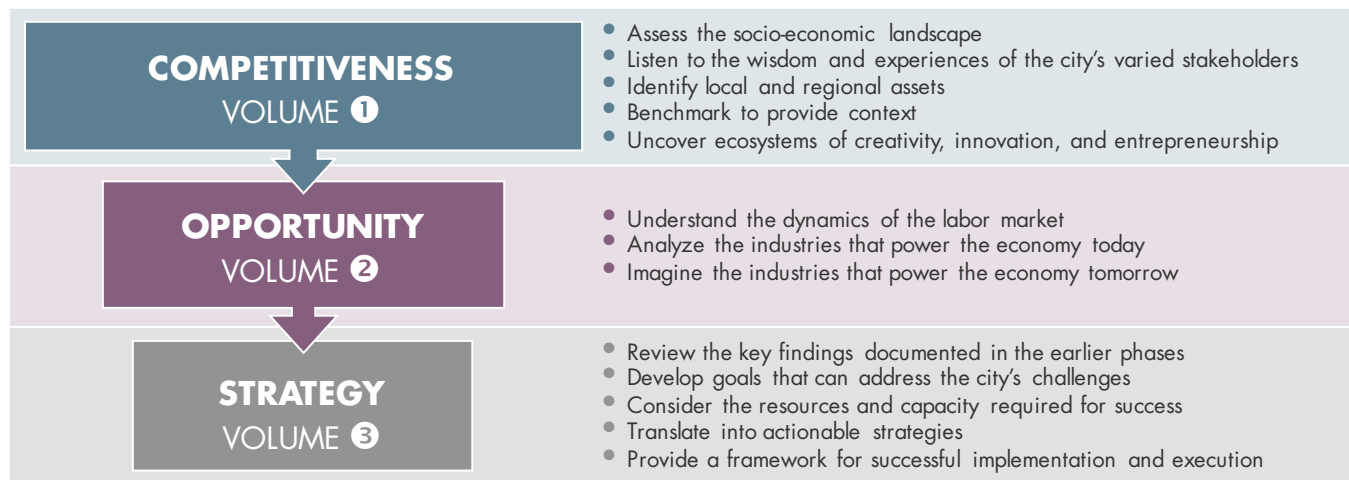 COMPETITIVENESS
VOLUME ❶
• Assess the socio-economic landscape
• Listen to the wisdom and experiences of the city’s varied stakeholders
• Identify local and regional assets
• Benchmark to provide context
• Uncover ecosystems of creativity, innovation, and entrepreneurship
OPPORTUNITY
VOLUME ❷
• Understand the dynamics of the labor market
• Analyze the industries that power the economy today
• Imagine the industries that power the economy tomorrow
STRATEGY
VOLUME ❸
• Review the key findings documented in the earlier phases
• Develop goals that can address the city’s challenges
• Consider the resources and capacity required for success
• Translate into actionable strategies
• Provide a framework for successful implementation and execution